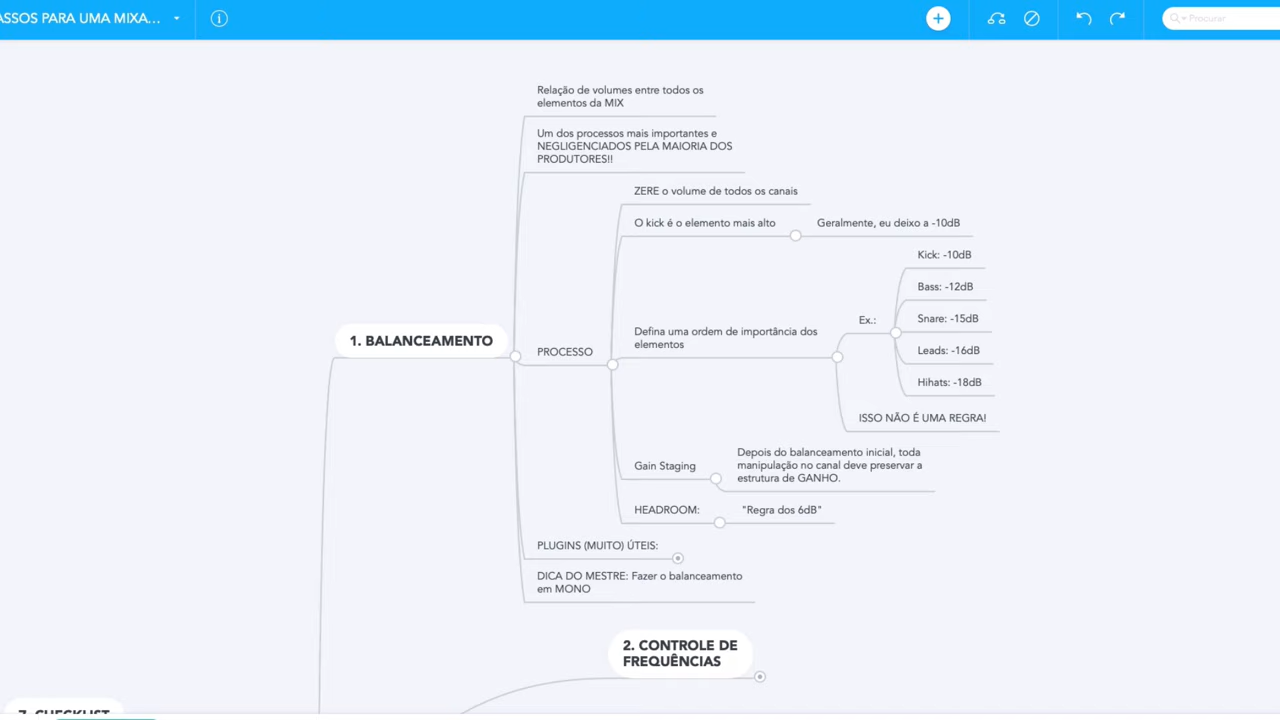 ASSOS PARA UMA MIXA...
Procurar
Relação de volumes entre todos os
elementos da MIX
Um dos processos mais importantes e
NEGLIGENCIADOS PELA MAIORIA DOS
PRODUTORES!!
ZERE o volume de todos os canais
O kick é o elemento mais alto
Geralmente, eu deixo a -10dB
Kick: -10dB
Bass: -12dB
Ex.:
Snare: -15dB
Defina uma ordem de importância dos
elementos
1. BALANCEAMENTO
PROCESSO
Leads: -16dB
Hihats: -18dB
ISSO NÃO É UMA REGRA!
Gain Staging
Depois do balanceamento inicial, toda
manipulação no canal deve preservar a
estrutura de GANHO.
HEADROOM:
"Regra dos 6dB"
PLUGINS (MUITO) ÚTEIS:
DICA DO MESTRE: Fazer o balanceamento
em MONO
2. CONTROLE DE
FREQUÊNCIAS
7. CHECKLIST